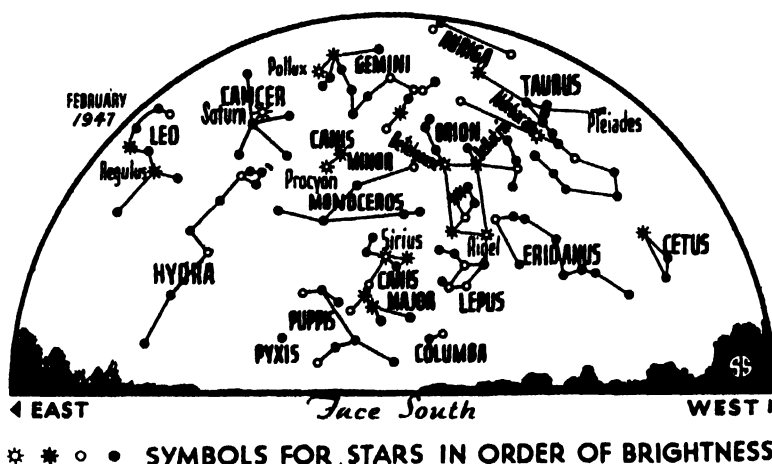 AURIGA
Pollux
GEMINI
TAURUS
FEBRUARY
1947
CANCER
Saturn
Pleiades
LEO
CANIS
MINOR
ORION
Regulus
Procyon
MONOCEROS
Sirius
Rigel
ERIDANUS
CETUS
HYDRA
CANIS
MAJOR
LEPUS
PUPPIS
PYXIS
COLUMBA
GS
EAST
Face South
WEST
SYMBOLS FOR STARS IN ORDER OF BRIGHTNESS